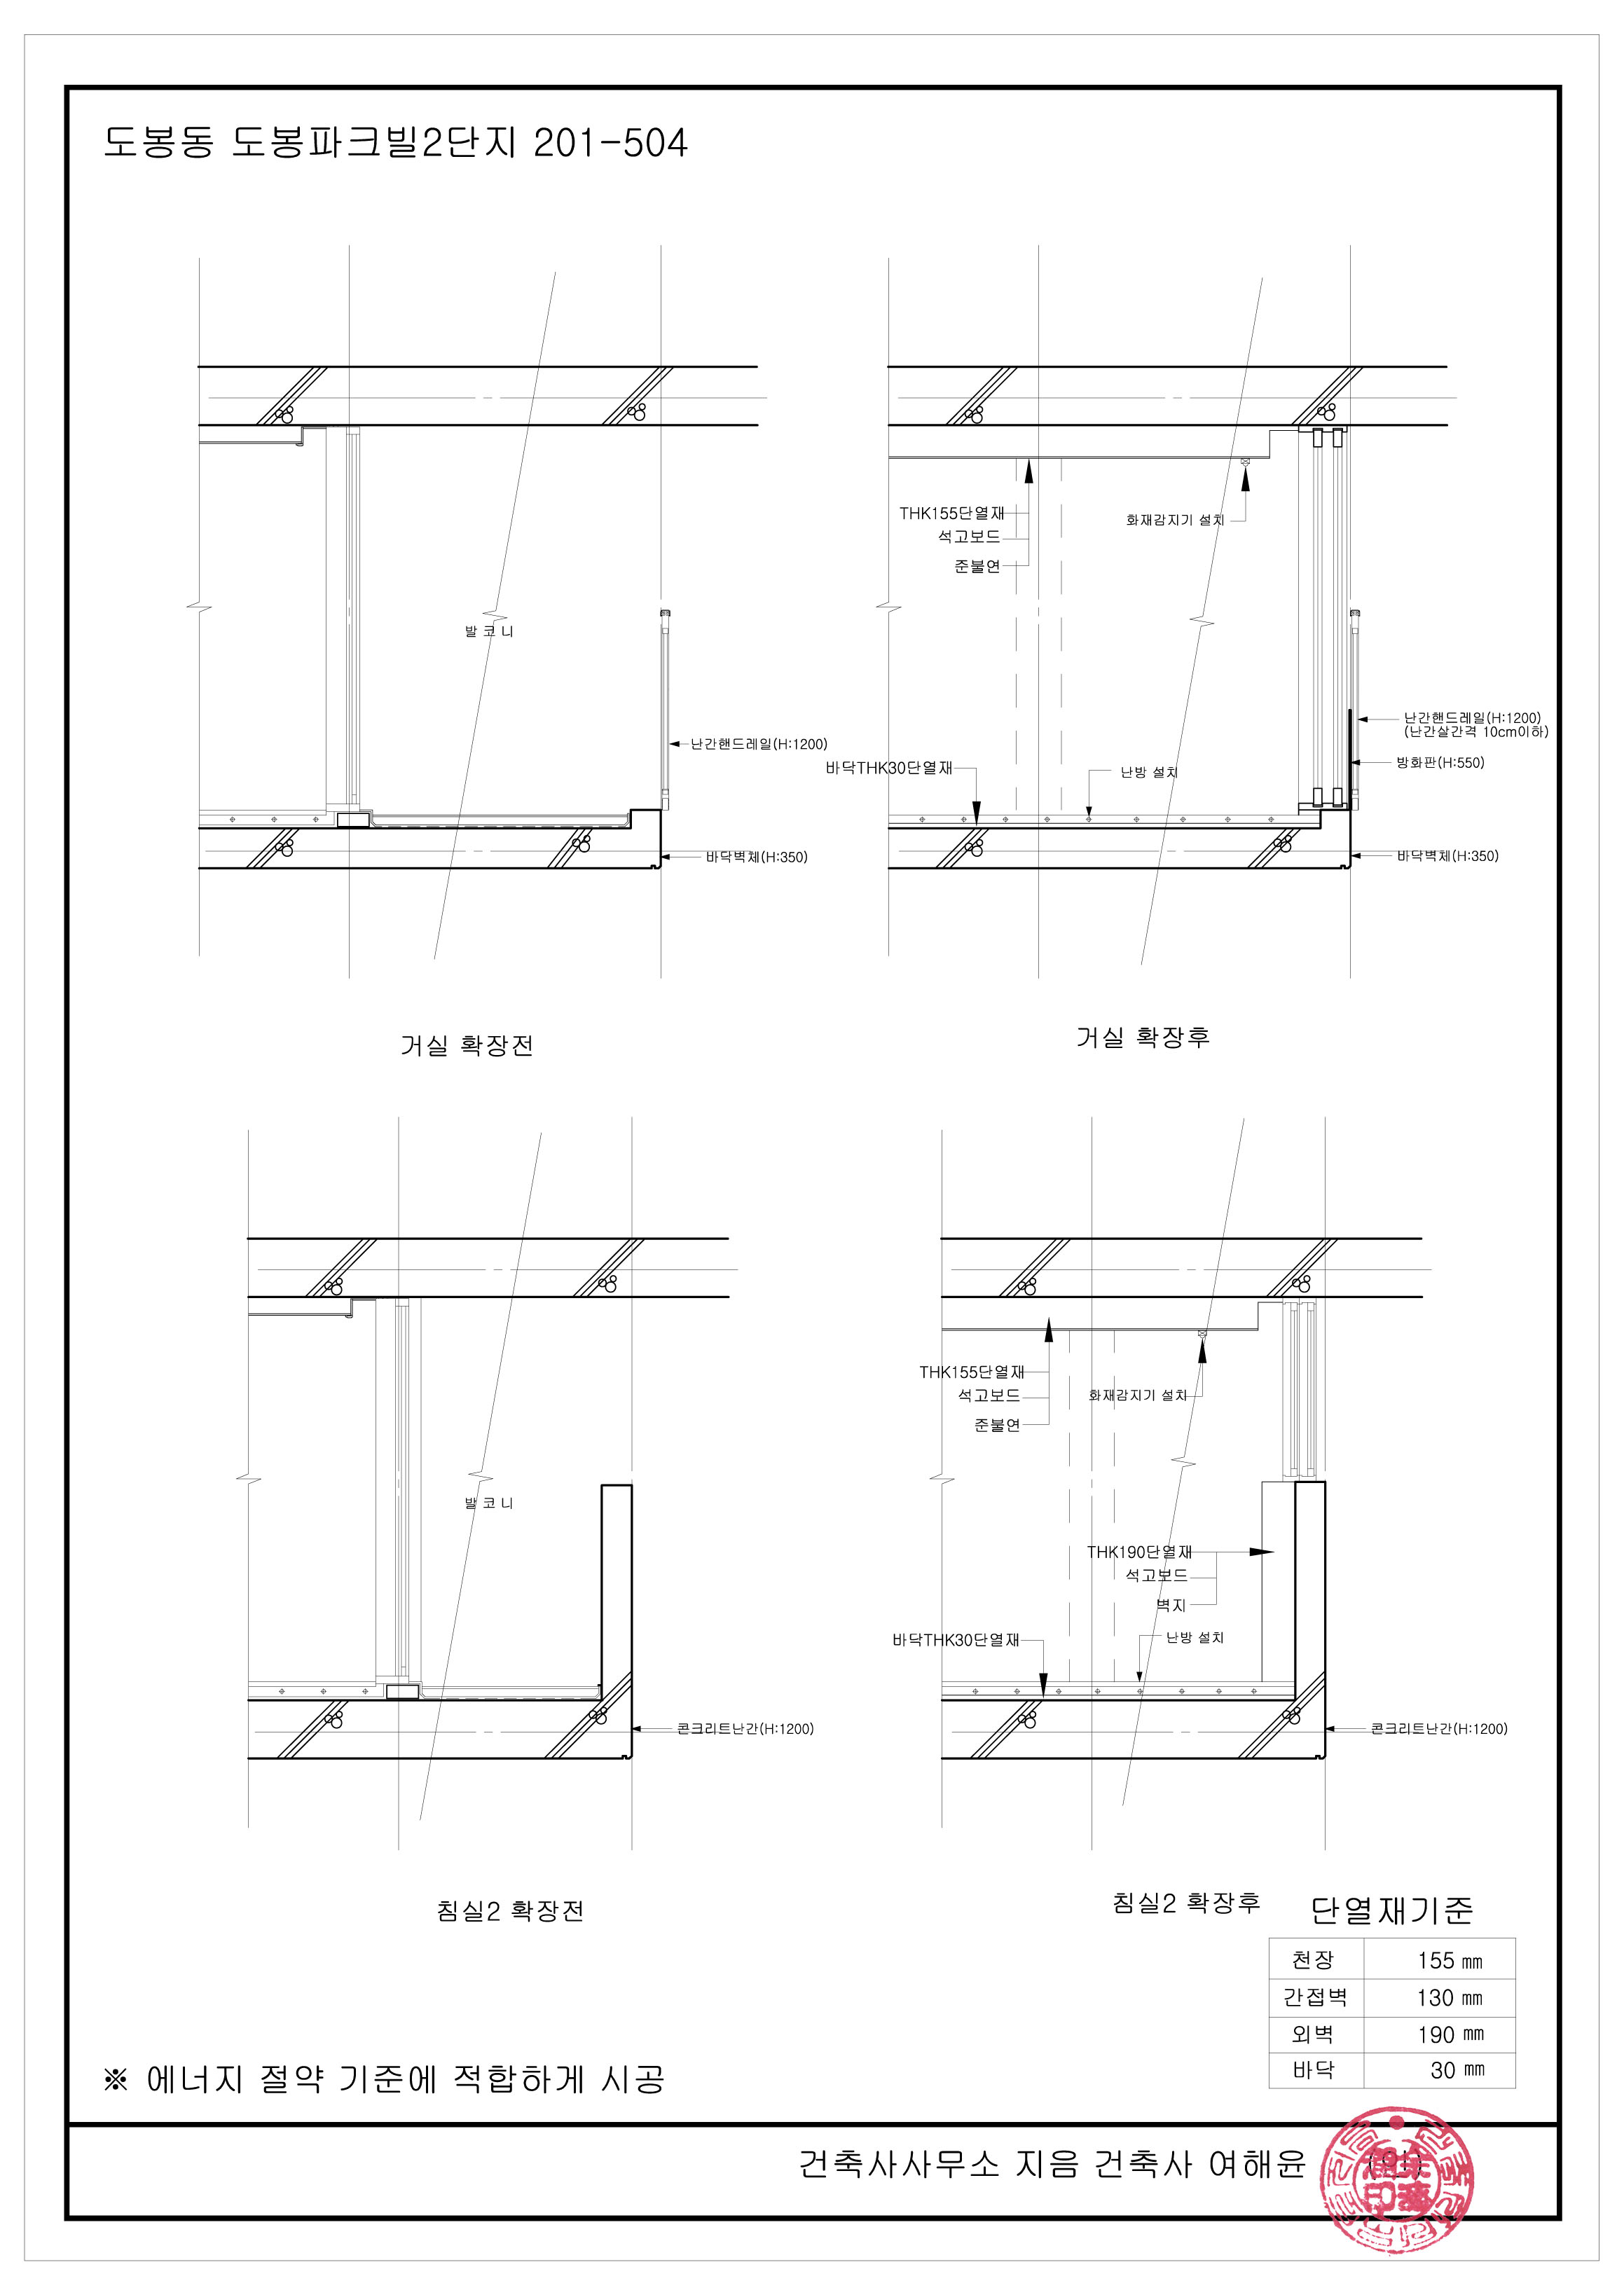 도봉동 도봉파크빌2단지 201-504
발 코 니
난간핸드레일(H:1200)
바닥벽체(H:350)
거실 확장전
THK155단열재
석고보드
준불연
화재감지기 설치
바닥THK30단열재
난방 설치
난간핸드레일(H:1200)
(난간살간격 10cm이하)
방화판(H:550)
바닥벽체(H:350)
거실 확장후
발 코 니
콘크리트난간(H:1200)
침실2 확장전
THK155단열재
석고보드
준불연
화재감지기 설치
THK190단열재
석고보드
벽지
바닥THK30단열재
난방 설치
콘크리트난간(H:1200)
침실2 확장후
단열재기준
천장 155 ㎜
간접벽 130 ㎜
외벽 190 ㎜
바닥 30 ㎜
※ 에너지 절약 기준에 적합하게 시공
건축사사무소 지음 건축사 여해윤 (인)